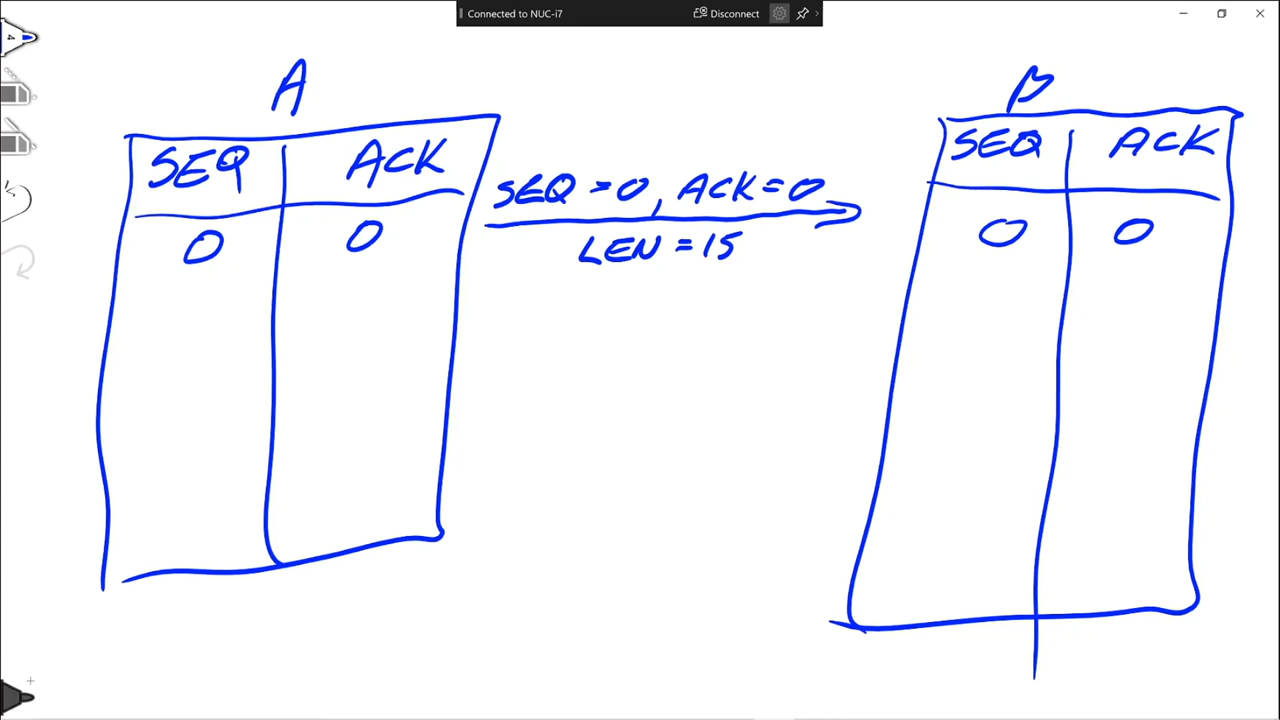 Connected to NUC-i7
Disconnect
A
B
SEQ ACK
SEQ = 0, ACK = 0
LEN = 15
SEQ ACK
0 0
0 0